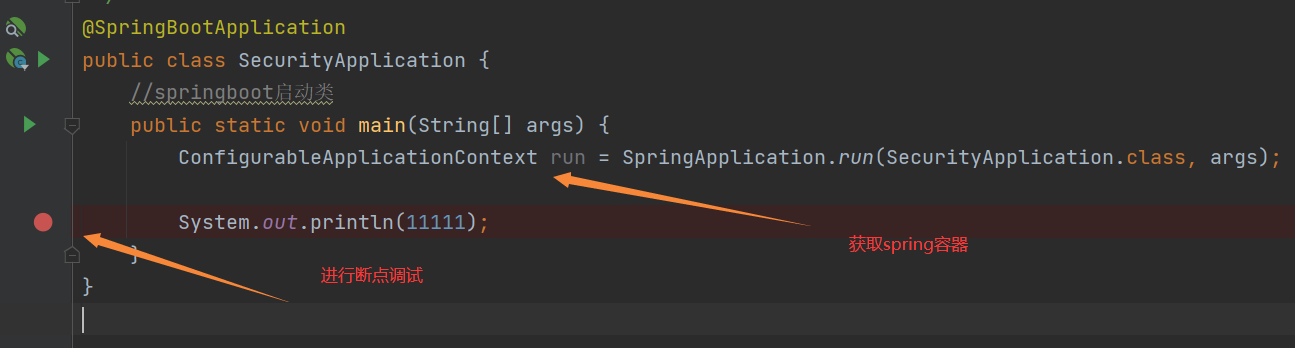 @SpringBootApplication
public class SecurityApplication {
//springboot启动类
public static void main(String[] args) {
ConfigurableApplicationContext run = SpringApplication.run(SecurityApplication.class, args);
System.out.println(11111);
获取spring容器
}
进行断点调试
}